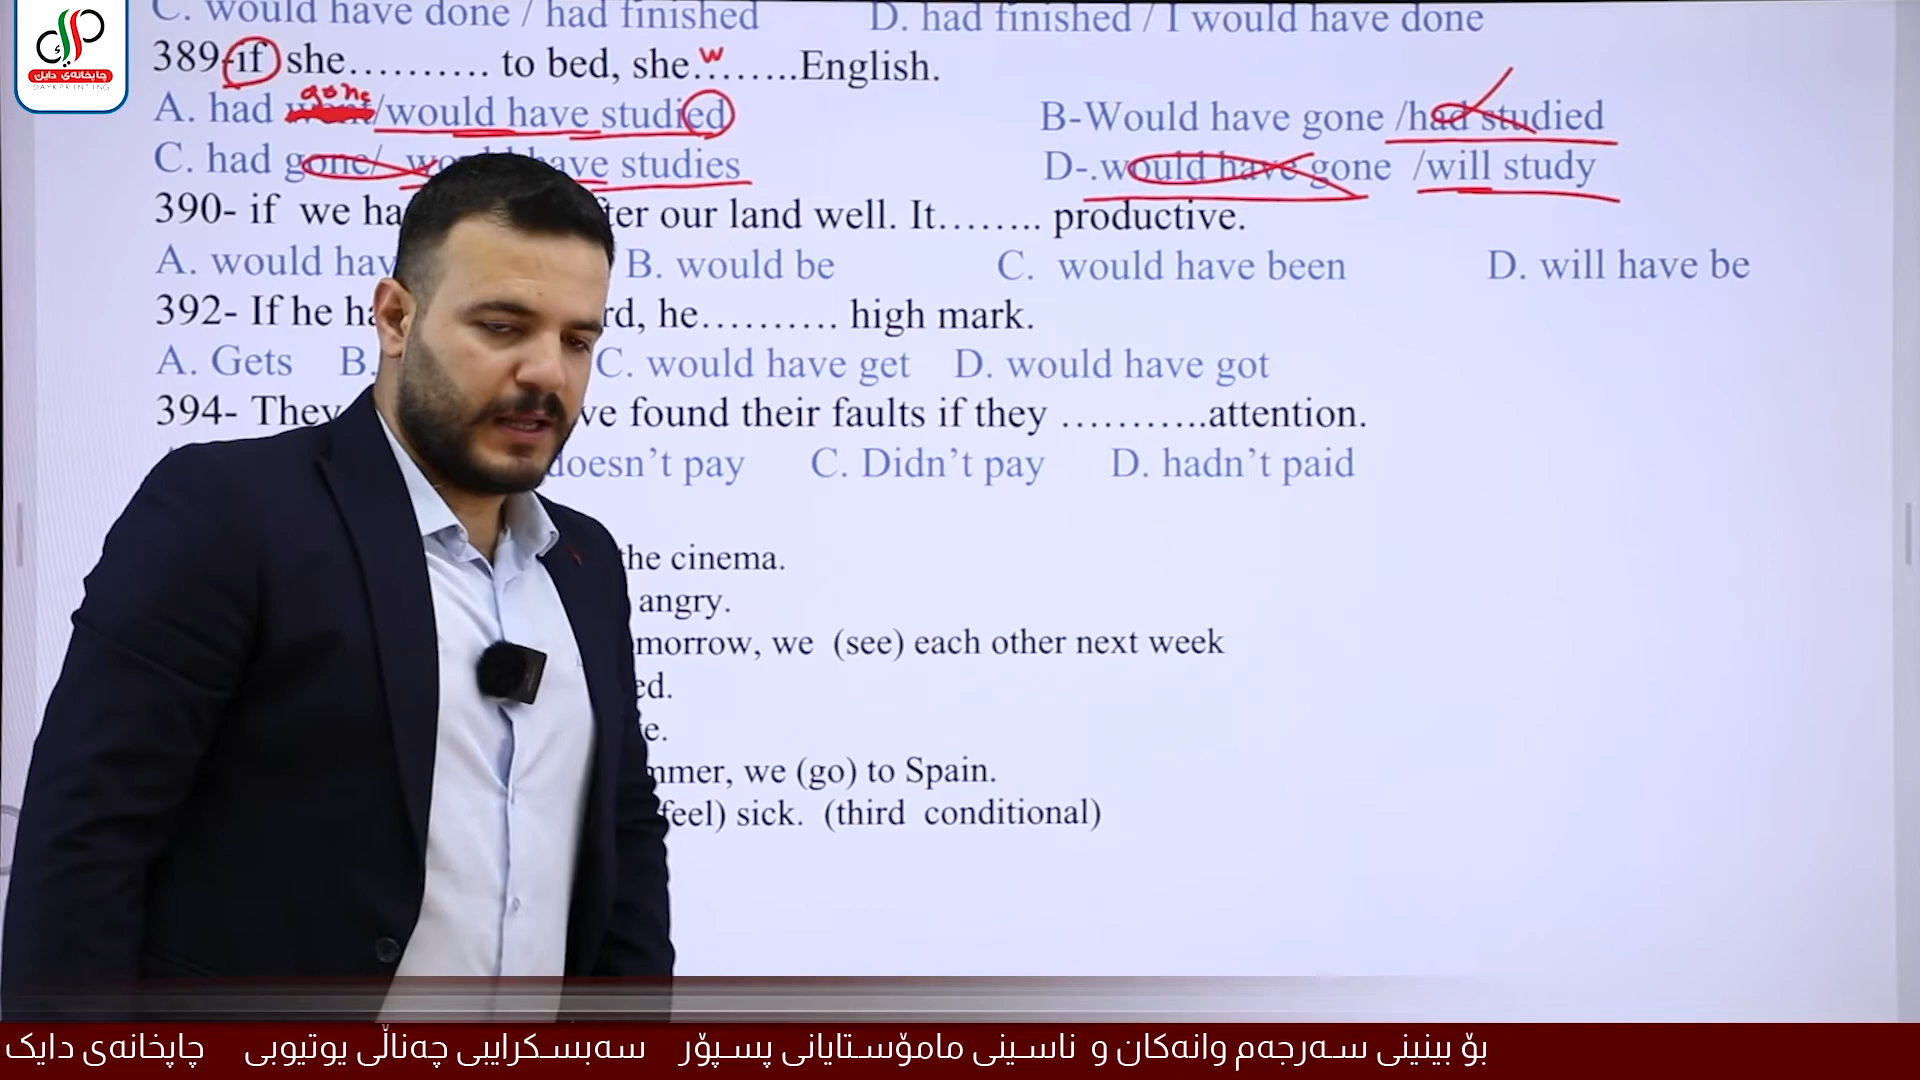 C. would have done / had finished D. had finished / I would have done
389-if she………. to bed, she w……..English.
gone
A. had went/would have studied B-Would have gone /had studied
C. had gone/ would have studies D-.would have gone /will study
390- if we ha ter our land well. It…….. productive.
A. would hav B. would be C. would have been D. will have be
392- If he ha rd, he………. high mark.
A. Gets B. C. would have get D. would have got
394- They ve found their faults if they ………..attention.
doesn’t pay C. Didn’t pay D. hadn’t paid
the cinema.
angry.
morrow, we (see) each other next week
ed.
e.
mmer, we (go) to Spain.
feel) sick. (third conditional)
چاپخانەی دایک
DAYK PRINTING
بۆ بینینی سەرجەم وانەکان و ناسینی مامۆستایانی پسپۆر سەبسکرایبی چەناڵی یوتیوبی چاپخانەی دایک